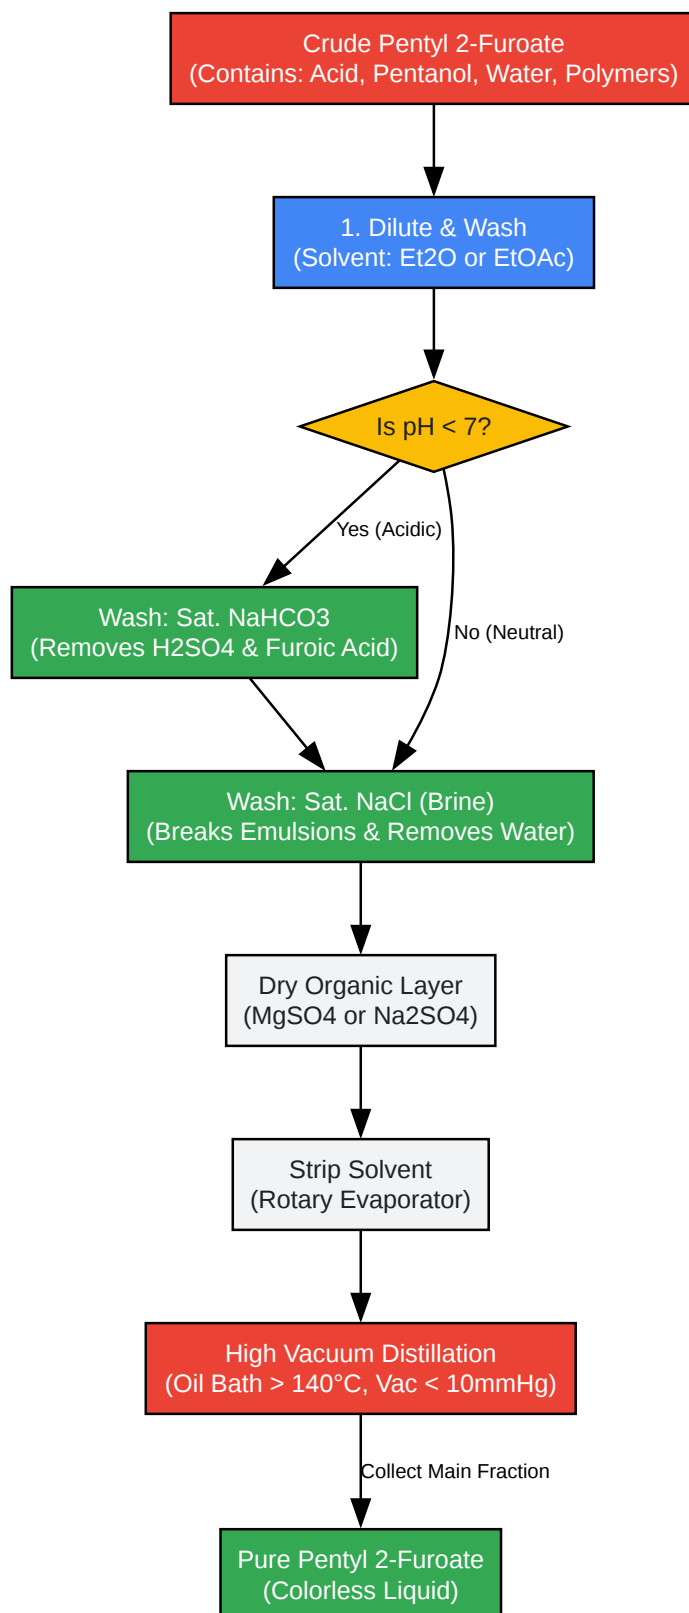 Crude Pentyl 2-Furoate
(Contains: Acid, Pentanol, Water, Polymers)
1. Dilute & Wash
(Solvent: Et2O or EtOAc)
Is pH < 7?
Yes (Acidic)
Wash: Sat. NaHCO3
(Removes H2SO4 & Furoic Acid)
No (Neutral)
Wash: Sat. NaCl (Brine)
(Breaks Emulsions & Removes Water)
Dry Organic Layer
(MgSO4 or Na2SO4)
Strip Solvent
(Rotary Evaporator)
High Vacuum Distillation
(Oil Bath > 140°C, Vac < 10mmHg)
Collect Main Fraction
Pure Pentyl 2-Furoate
(Colorless Liquid)